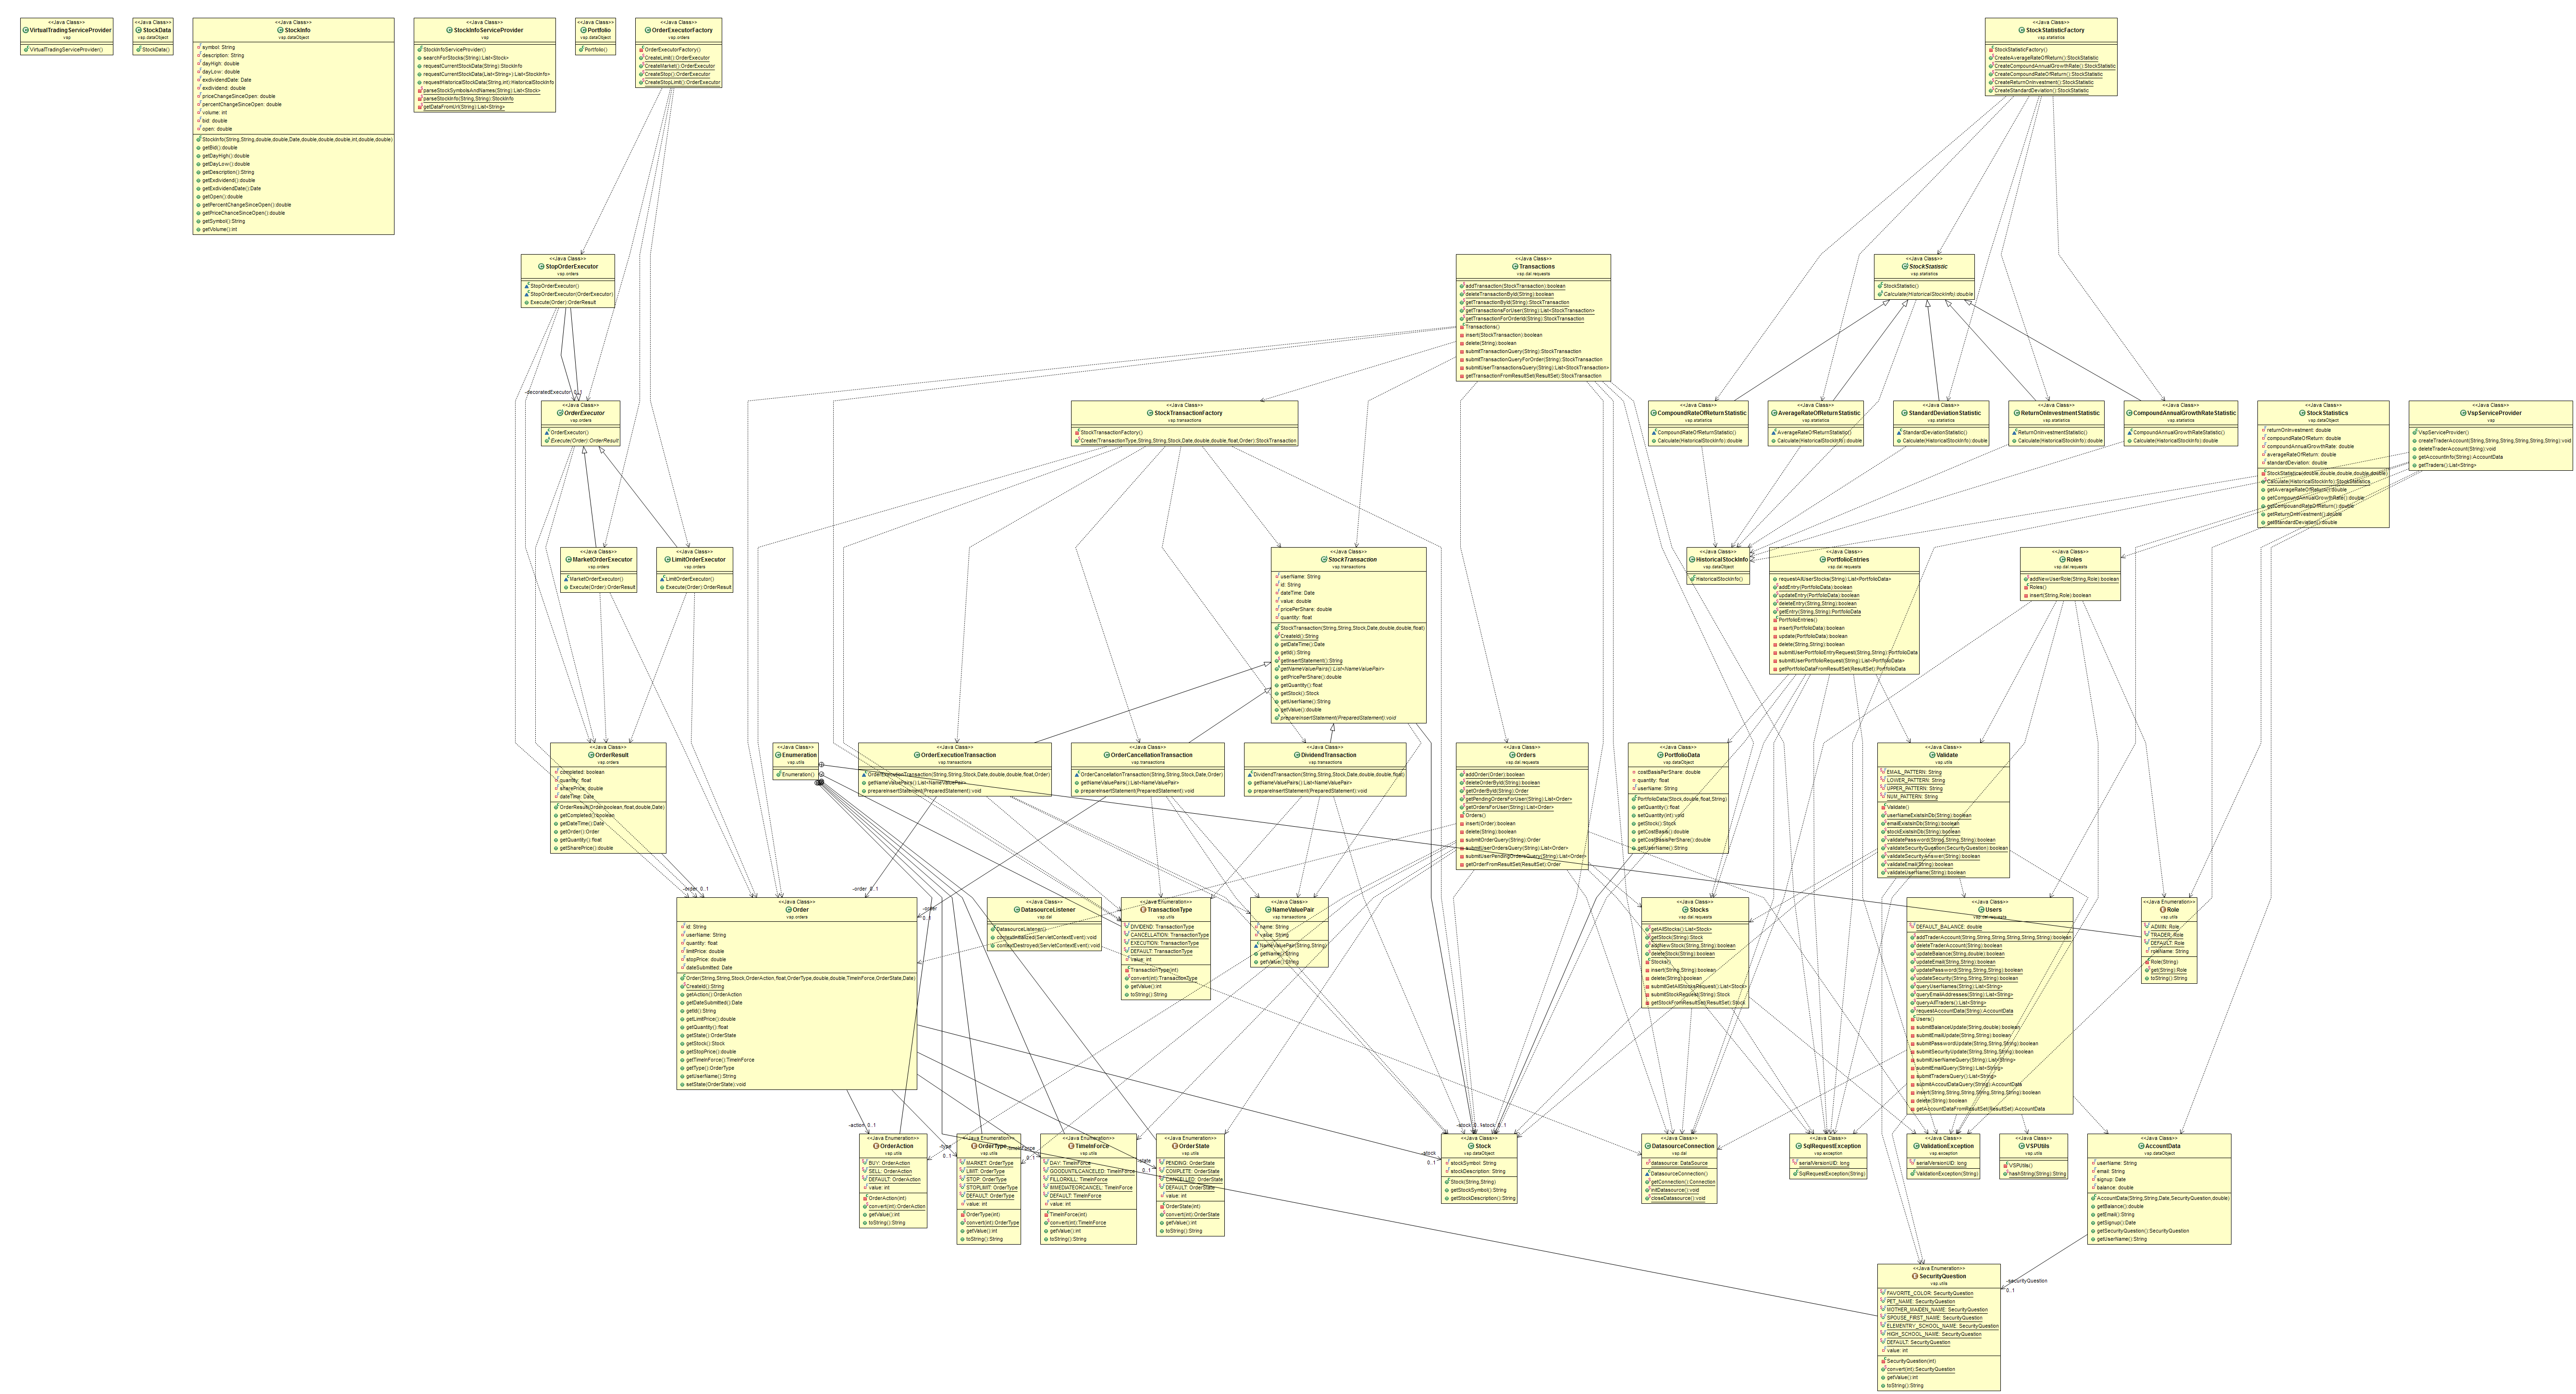 <<Java Class>>
VirtualTradingServiceProvider
vsp
VirtualTradingServiceProvider()
<<Java Class>>
StockData
vsp.dataObject
StockData()
<<Java Class>>
StockInfo
vsp.dataObject
symbol: String
description: String
dayHigh: double
dayLow: double
exdividendDate: Date
exdividend: double
priceChangeSinceOpen: double
percentChangeSinceOpen: double
volume: int
bid: double
open: double
StockInfo(String,String,double,double,Date,double,double,double,int,double,double)
getBid():double
getDayHigh():double
getDayLow():double
getDescription():String
getExdividend():double
getExdividendDate():Date
getOpen():double
getPercentChangeSinceOpen():double
getPriceChanceSinceOpen():double
getSymbol():String
getVolume():int
<<Java Class>>
StockInfoServiceProvider
vsp
StockInfoServiceProvider()
searchForStocks(String):List<Stock>
requestCurrentStockData(String):StockInfo
requestCurrentStockData(List<String>):List<StockInfo>
requestHistoricalStockData(String,int):HistoricalStockInfo
parseStockSymbolsAndNames(String):List<Stock>
parseStockInfo(String,String):StockInfo
getDataFromUrl(String):List<String>
<<Java Class>>
Portfolio
vsp.dataObject
Portfolio()
<<Java Class>>
OrderExecutorFactory
vsp.orders
OrderExecutorFactory()
CreateLimit():OrderExecutor
CreateMarket():OrderExecutor
CreateStop():OrderExecutor
CreateStopLimit():OrderExecutor
<<Java Class>>
StockStatisticFactory
vsp.statistics
StockStatisticFactory()
CreateAverageRateOfReturn():StockStatistic
CreateCompoundAnnualGrowthRate():StockStatistic
CreateCompoundRateOfReturn():StockStatistic
CreateReturnOnInvestment():StockStatistic
CreateStandardDeviation():StockStatistic
<<Java Class>>
StopOrderExecutor
vsp.orders
StopOrderExecutor()
StopOrderExecutor(OrderExecutor)
Execute(Order):OrderResult
<<Java Class>>
Transactions
vsp.dal.requests
addTransaction(StockTransaction):boolean
deleteTransactionById(String):boolean
getTransactionById(String):StockTransaction
getTransactionsForUser(String):List<StockTransaction>
getTransactionForOrderId(String):StockTransaction
Transactions()
insert(StockTransaction):boolean
delete(String):boolean
submitTransactionQuery(String):StockTransaction
submitTransactionQueryForOrder(String):StockTransaction
submitUserTransactionsQuery(String):List<StockTransaction>
getTransactionFromResultSet(ResultSet):StockTransaction
<<Java Class>>
StockStatistic
vsp.statistics
StockStatistic()
Calculate(HistoricalStockInfo):double
-decoratedExecutor 0..1
<<Java Class>>
OrderExecutor
vsp.orders
OrderExecutor()
Execute(Order):OrderResult
<<Java Class>>
StockTransactionFactory
vsp.transactions
StockTransactionFactory()
Create(TransactionType,String,String,Stock,Date,double,double,float,Order):StockTransaction
<<Java Class>>
CompoundRateOfReturnStatistic
vsp.statistics
CompoundRateOfReturnStatistic()
Calculate(HistoricalStockInfo):double
<<Java Class>>
AverageRateOfReturnStatistic
vsp.statistics
AverageRateOfReturnStatistic()
Calculate(HistoricalStockInfo):double
<<Java Class>>
StandardDeviationStatistic
vsp.statistics
StandardDeviationStatistic()
Calculate(HistoricalStockInfo):double
<<Java Class>>
ReturnOnInvestmentStatistic
vsp.statistics
ReturnOnInvestmentStatistic()
Calculate(HistoricalStockInfo):double
<<Java Class>>
CompoundAnnualGrowthRateStatistic
vsp.statistics
CompoundAnnualGrowthRateStatistic()
Calculate(HistoricalStockInfo):double
<<Java Class>>
StockStatistics
vsp.dataObject
returnOnInvestment: double
compoundRateOfReturn: double
compoundAnnualGrowthRate: double
averageRateOfReturn: double
standardDeviation: double
StockStatistics(double,double,double,double,double)
Calculate(HistoricalStockInfo):StockStatistics
getAverageRateOfReturn():double
getCompoundAnnualGrowthRate():double
getCompouandRateOfReturn():double
getReturnOnInvestment():double
getStandardDeviation():double
<<Java Class>>
VspServiceProvider
vsp
VspServiceProvider()
createTraderAccount(String,String,String,String,String,String):void
deleteTraderAccount(String):void
getAccountInfo(String):AccountData
getTraders():List<String>
<<Java Class>>
MarketOrderExecutor
vsp.orders
MarketOrderExecutor()
Execute(Order):OrderResult
<<Java Class>>
LimitOrderExecutor
vsp.orders
LimitOrderExecutor()
Execute(Order):OrderResult
<<Java Class>>
StockTransaction
vsp.transactions
userName: String
id: String
dateTime: Date
value: double
pricePerShare: double
quantity: float
StockTransaction(String,String,Stock,Date,double,double,float)
CreateId():String
getDateTime():Date
getId():String
getInsertStatement():String
getNameValuePairs():List<NameValuePair>
getPricePerShare():double
getQuantity():float
getStock():Stock
getUserName():String
getValue():double
prepareInsertStatement(PreparedStatement):void
<<Java Class>>
HistoricalStockInfo
vsp.dataObject
HistoricalStockInfo()
<<Java Class>>
PortfolioEntries
vsp.dal.requests
requestAllUserStocks(String):List<PortfolioData>
addEntry(PortfolioData):boolean
updateEntry(PortfolioData):boolean
deleteEntry(String,String):boolean
getEntry(String,String):PortfolioData
PortfolioEntries()
insert(PortfolioData):boolean
update(PortfolioData):boolean
delete(String,String):boolean
submitUserPortfolioEntryRequest(String,String):PortfolioData
submitUserPortfolioRequest(String):List<PortfolioData>
getPortfolioDataFromResultSet(ResultSet):PortfolioData
<<Java Class>>
Roles
vsp.dal.requests
addNewUserRole(String,Role):boolean
Roles()
insert(String,Role):boolean
<<Java Class>>
OrderResult
vsp.orders
completed: boolean
quantity: float
sharePrice: double
dateTime: Date
OrderResult(Order,boolean,float,double,Date)
getCompleted():boolean
getDateTime():Date
getOrder():Order
getQuantity():float
getSharePrice():double
<<Java Class>>
Enumeration
vsp.utils
Enumeration()
<<Java Class>>
OrderExecutionTransaction
vsp.transactions
OrderExecutionTransaction(String,String,Stock,Date,double,double,float,Order)
getNameValuePairs():List<NameValuePair>
prepareInsertStatement(PreparedStatement):void
<<Java Class>>
OrderCancellationTransaction
vsp.transactions
OrderCancellationTransaction(String,String,Stock,Date,Order)
getNameValuePairs():List<NameValuePair>
prepareInsertStatement(PreparedStatement):void
<<Java Class>>
DividendTransaction
vsp.transactions
DividendTransaction(String,String,Stock,Date,double,double,float)
getNameValuePairs():List<NameValuePair>
prepareInsertStatement(PreparedStatement):void
<<Java Class>>
Orders
vsp.dal.requests
addOrder(Order):boolean
deleteOrderById(String):boolean
getOrderById(String):Order
getPendingOrdersForUser(String):List<Order>
getOrdersForUser(String):List<Order>
Orders()
insert(Order):boolean
delete(String):boolean
submitOrderQuery(String):Order
submitUserOrdersQuery(String):List<Order>
submitUserPendingOrdersQuery(String):List<Order>
getOrderFromResultSet(ResultSet):Order
<<Java Class>>
PortfolioData
vsp.dataObject
costBasisPerShare: double
quantity: float
userName: String
PortfolioData(Stock,double,float,String)
getQuantity():float
setQuantity(int):void
getStock():Stock
getCostBasis():double
getCostBasisPerShare():double
getUserName():String
<<Java Class>>
Validate
vsp.utils
EMAIL_PATTERN: String
LOWER_PATTERN: String
UPPER_PATTERN: String
NUM_PATTERN: String
Validate()
userNameExistsInDb(String):boolean
emailExistsInDb(String):boolean
stockExistsInDb(String):boolean
validatePassword(String,String,String):boolean
validateSecurityQuestion(SecurityQuestion):boolean
validateSecurityAnswer(String):boolean
validateEmail(String):boolean
validateUserName(String):boolean
-order 0..1
-order 0..1
-order
0..1
<<Java Class>>
Order
vsp.orders
id: String
userName: String
quantity: float
limitPrice: double
stopPrice: double
dateSubmitted: Date
Order(String,String,Stock,OrderAction,float,OrderType,double,double,TimeInForce,OrderState,Date)
CreateId():String
getAction():OrderAction
getDateSubmitted():Date
getId():String
getLimitPrice():double
getQuantity():float
getState():OrderState
getStock():Stock
getStopPrice():double
getTimeInForce():TimeInForce
getType():OrderType
getUserName():String
setState(OrderState):void
<<Java Class>>
DatasourceListener
vsp.dal
DatasourceListener()
contextInitialized(ServletContextEvent):void
contextDestroyed(ServletContextEvent):void
<<Java Enumeration>>
TransactionType
vsp.utils
DIVIDEND: TransactionType
CANCELLATION: TransactionType
EXECUTION: TransactionType
DEFAULT: TransactionType
value: int
TransactionType(int)
convert(int):TransactionType
getValue():int
toString():String
<<Java Class>>
NameValuePair
vsp.transactions
name: String
value: String
NameValuePair(String,String)
getName():String
getValue():String
<<Java Class>>
Stocks
vsp.dal.requests
getAllStocks():List<Stock>
getStock(String):Stock
addNewStock(String,String):boolean
deleteStock(String):boolean
Stocks()
insert(String,String):boolean
delete(String):boolean
submitGetAllStocksRequest():List<Stock>
submitStockRequest(String):Stock
getStockFromResultSet(ResultSet):Stock
<<Java Class>>
Users
vsp.dal.requests
DEFAULT_BALANCE: double
addTraderAccount(String,String,String,String,String,String):boolean
deleteTraderAccount(String):boolean
updateBalance(String,double):boolean
updateEmail(String,String):boolean
updatePassword(String,String,String):boolean
updateSecurity(String,String,String):boolean
queryUserNames(String):List<String>
queryEmailAddresses(String):List<String>
queryAllTraders():List<String>
requestAccountData(String):AccountData
Users()
submitBalanceUpdate(String,double):boolean
submitEmailUpdate(String,String):boolean
submitPasswordUpdate(String,String,String):boolean
submitSecurityUpdate(String,String,String):boolean
submitUserNameQuery(String):List<String>
submitEmailQuery(String):List<String>
submitTradersQuery():List<String>
submitAccoutDataQuery(String):AccountData
insert(String,String,String,String,String,String):boolean
delete(String):boolean
getAccountDataFromResultSet(ResultSet):AccountData
<<Java Enumeration>>
Role
vsp.utils
ADMIN: Role
TRADER: Role
DEFAULT: Role
roleName: String
Role(String)
get(String):Role
toString():String
-action 0..1
-type
0..1
-timeInForce
0..1
-state
0..1
-stock
0..1
-stock 0..1
-stock 0..1
<<Java Enumeration>>
OrderAction
vsp.utils
BUY: OrderAction
SELL: OrderAction
DEFAULT: OrderAction
value: int
OrderAction(int)
convert(int):OrderAction
getValue():int
toString():String
<<Java Enumeration>>
OrderType
vsp.utils
MARKET: OrderType
LIMIT: OrderType
STOP: OrderType
STOPLIMIT: OrderType
DEFAULT: OrderType
value: int
OrderType(int)
convert(int):OrderType
getValue():int
toString():String
<<Java Enumeration>>
TimeInForce
vsp.utils
DAY: TimeInForce
GOODUNTILCANCELED: TimeInForce
FILLORKILL: TimeInForce
IMMEDIATEORCANCEL: TimeInForce
DEFAULT: TimeInForce
value: int
TimeInForce(int)
convert(int):TimeInForce
getValue():int
toString():String
<<Java Enumeration>>
OrderState
vsp.utils
PENDING: OrderState
COMPLETE: OrderState
CANCELLED: OrderState
DEFAULT: OrderState
value: int
OrderState(int)
convert(int):OrderState
getValue():int
toString():String
<<Java Class>>
Stock
vsp.dataObject
stockSymbol: String
stockDescription: String
Stock(String,String)
getStockSymbol():String
getStockDescription():String
<<Java Class>>
DatasourceConnection
vsp.dal
datasource: DataSource
DatasourceConnection()
getConnection():Connection
initDatasource():void
closeDatasource():void
<<Java Class>>
SqlRequestException
vsp.exception
serialVersionUID: long
SqlRequestException(String)
<<Java Class>>
ValidationException
vsp.exception
serialVersionUID: long
ValidationException(String)
<<Java Class>>
VSPUtils
vsp.utils
VSPUtils()
hashString(String):String
<<Java Class>>
AccountData
vsp.dataObject
userName: String
email: String
signup: Date
balance: double
AccountData(String,String,Date,SecurityQuestion,double)
getBalance():double
getEmail():String
getSignup():Date
getSecurityQuestion():SecurityQuestion
getUserName():String
-securityQuestion
0..1
<<Java Enumeration>>
SecurityQuestion
vsp.utils
FAVORITE_COLOR: SecurityQuestion
PET_NAME: SecurityQuestion
MOTHER_MAIDEN_NAME: SecurityQuestion
SPOUSE_FIRST_NAME: SecurityQuestion
ELEMENTRY_SCHOOL_NAME: SecurityQuestion
HIGH_SCHOOL_NAME: SecurityQuestion
DEFAULT: SecurityQuestion
value: int
SecurityQuestion(int)
convert(int):SecurityQuestion
getValue():int
toString():String